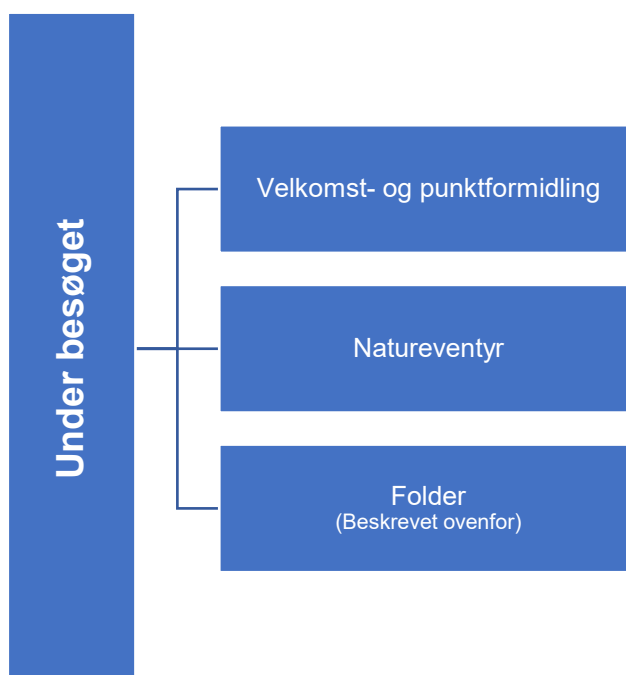 Under besøget
Velkomst- og punktformidling
Natureventyr
Folder
(Beskrevet ovenfor)